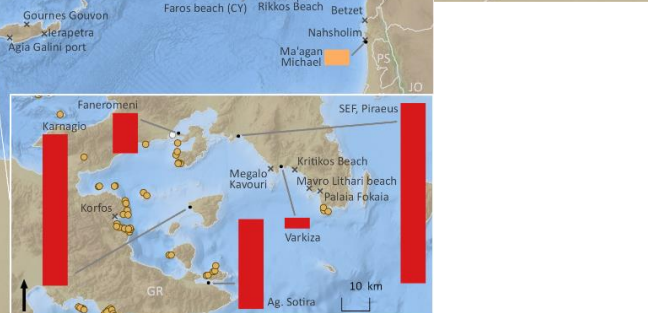 Faros beach (CY)
Rikkos Beach
Betzet
Gournes Gouvon
Ierapetra
Agia Galini port
Nahsholim
Ma'agan
Michael
PS
JO
Faneromeni
SEF, Piraeus
Karnagio
Kritikos Beach
Megalo
Kavouri
Mavro Lithari beach
Palaia Fokaia
Korfos
Varkiza
GR
Ag. Sotira
10 km